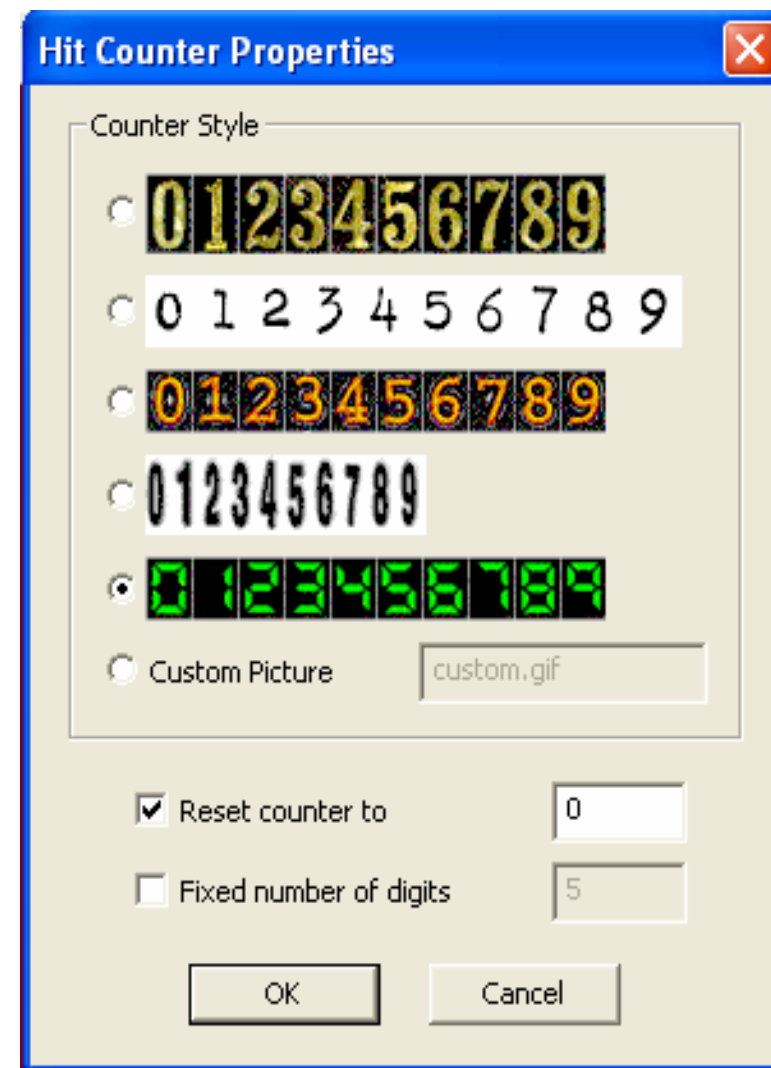 Hit Counter Properties
Counter Style
0123456789
0 1 2 3 4 5 6 7 8 9
0123456789
0123456789
0123456789
Custom Picture custom.gif
Reset counter to 0
Fixed number of digits 5
OK Cancel